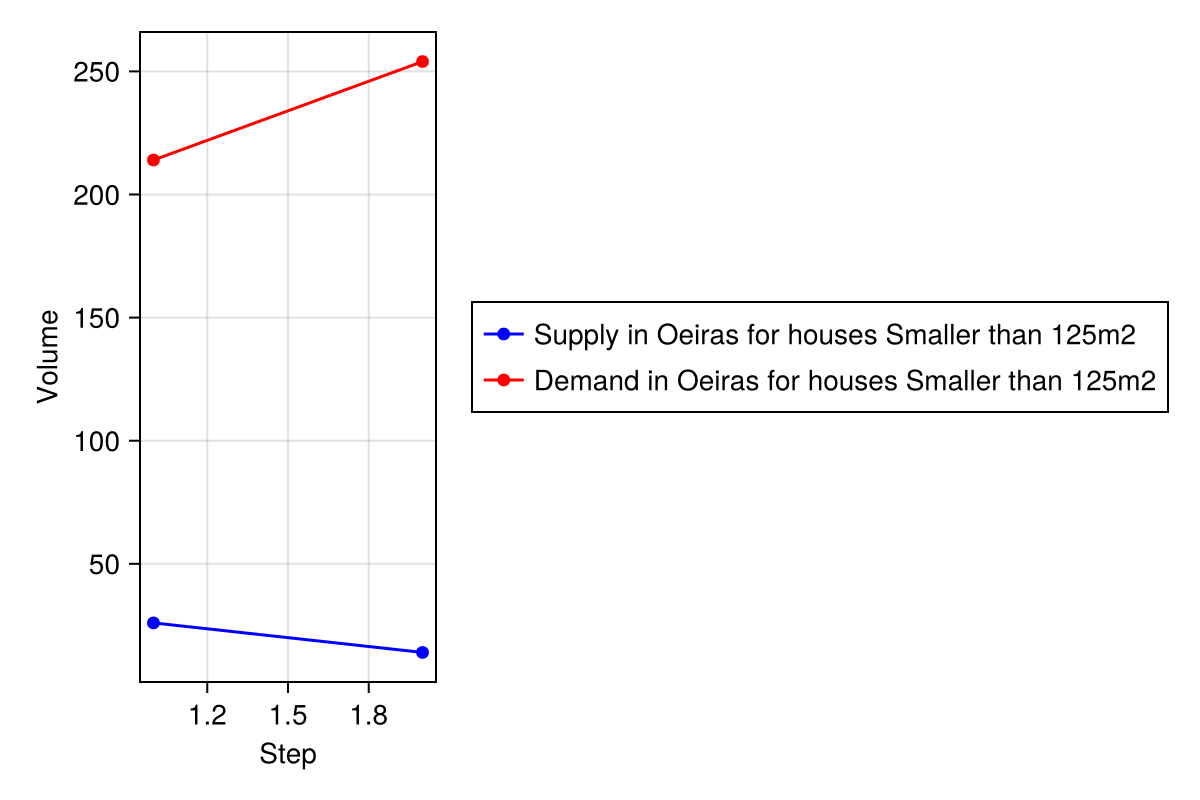 250
200
150
100
50
Volume
1.2 1.5 1.8
Step
Supply in Oeiras for houses Smaller than 125m2
Demand in Oeiras for houses Smaller than 125m2